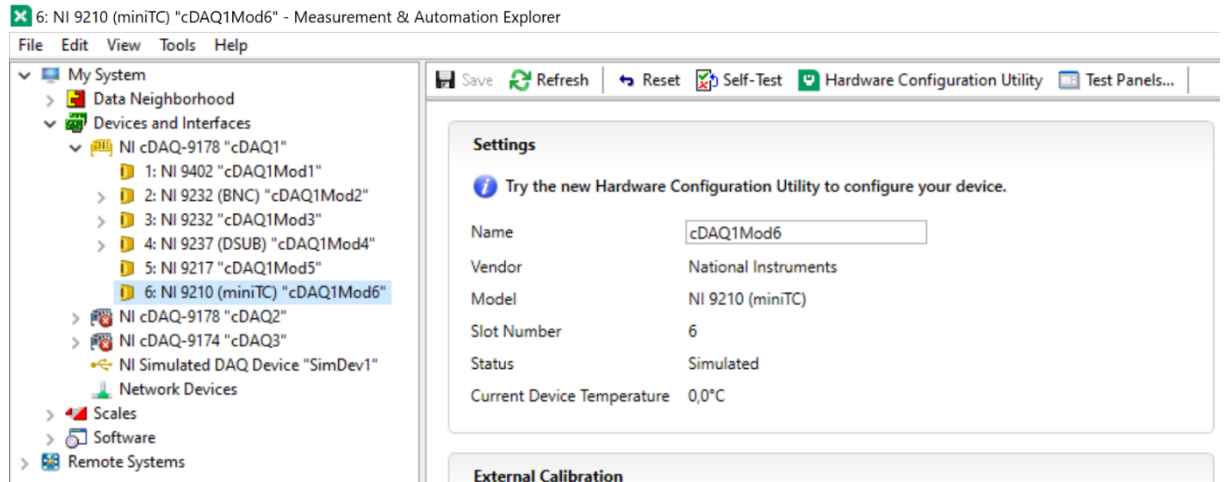 6: NI 9210 (miniTC) "cDAQ1Mod6" - Measurement & Automation Explorer
File Edit View Tools Help
My System
Data Neighborhood
Devices and Interfaces
NI cDAQ-9178 "cDAQ1"
1: NI 9402 "cDAQ1Mod1"
2: NI 9232 (BNC) "cDAQ1Mod2"
3: NI 9232 "cDAQ1Mod3"
4: NI 9237 (DSUB) "cDAQ1Mod4"
5: NI 9217 "cDAQ1Mod5"
6: NI 9210 (miniTC) "cDAQ1Mod6"
NI cDAQ-9178 "cDAQ2"
NI cDAQ-9174 "cDAQ3"
NI Simulated DAQ Device "SimDev1"
Network Devices
Scales
Software
Remote Systems
Save Refresh Reset Self-Test Hardware Configuration Utility Test Panels...
Settings
Try the new Hardware Configuration Utility to configure your device.
Name cDAQ1Mod6
Vendor National Instruments
Model NI 9210 (miniTC)
Slot Number 6
Status Simulated
Current Device Temperature 0,0°C
External Calibration